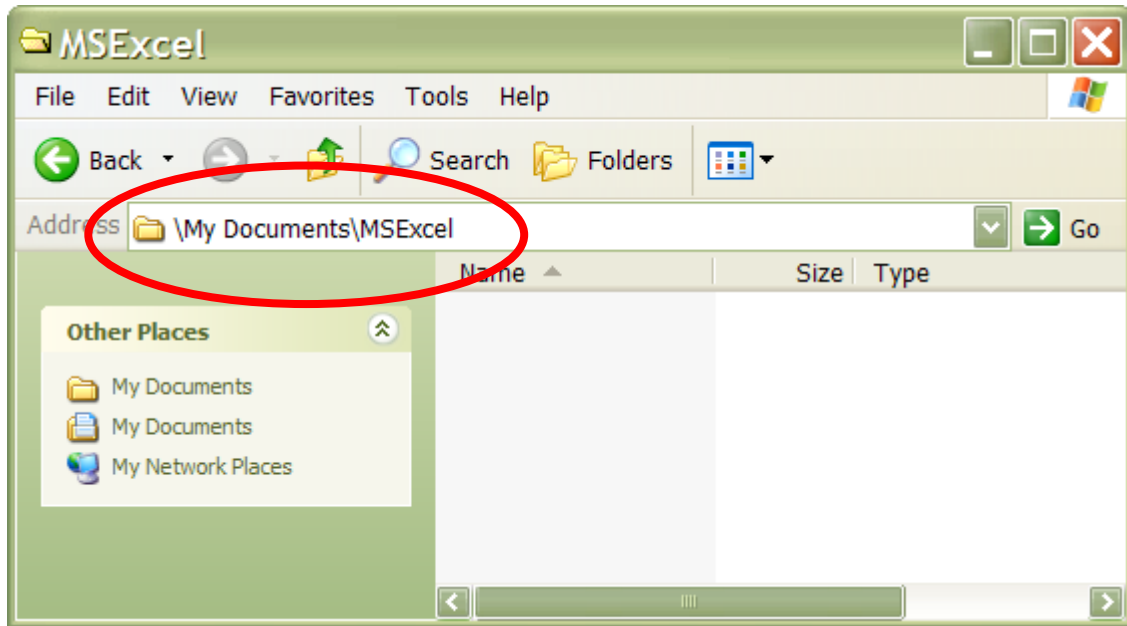 MSExcel
File Edit View Favorites Tools Help
Back Search Folders
Address \My Documents\MSExcel Go
Name Size Type
Other Places
My Documents
My Documents
My Network Places